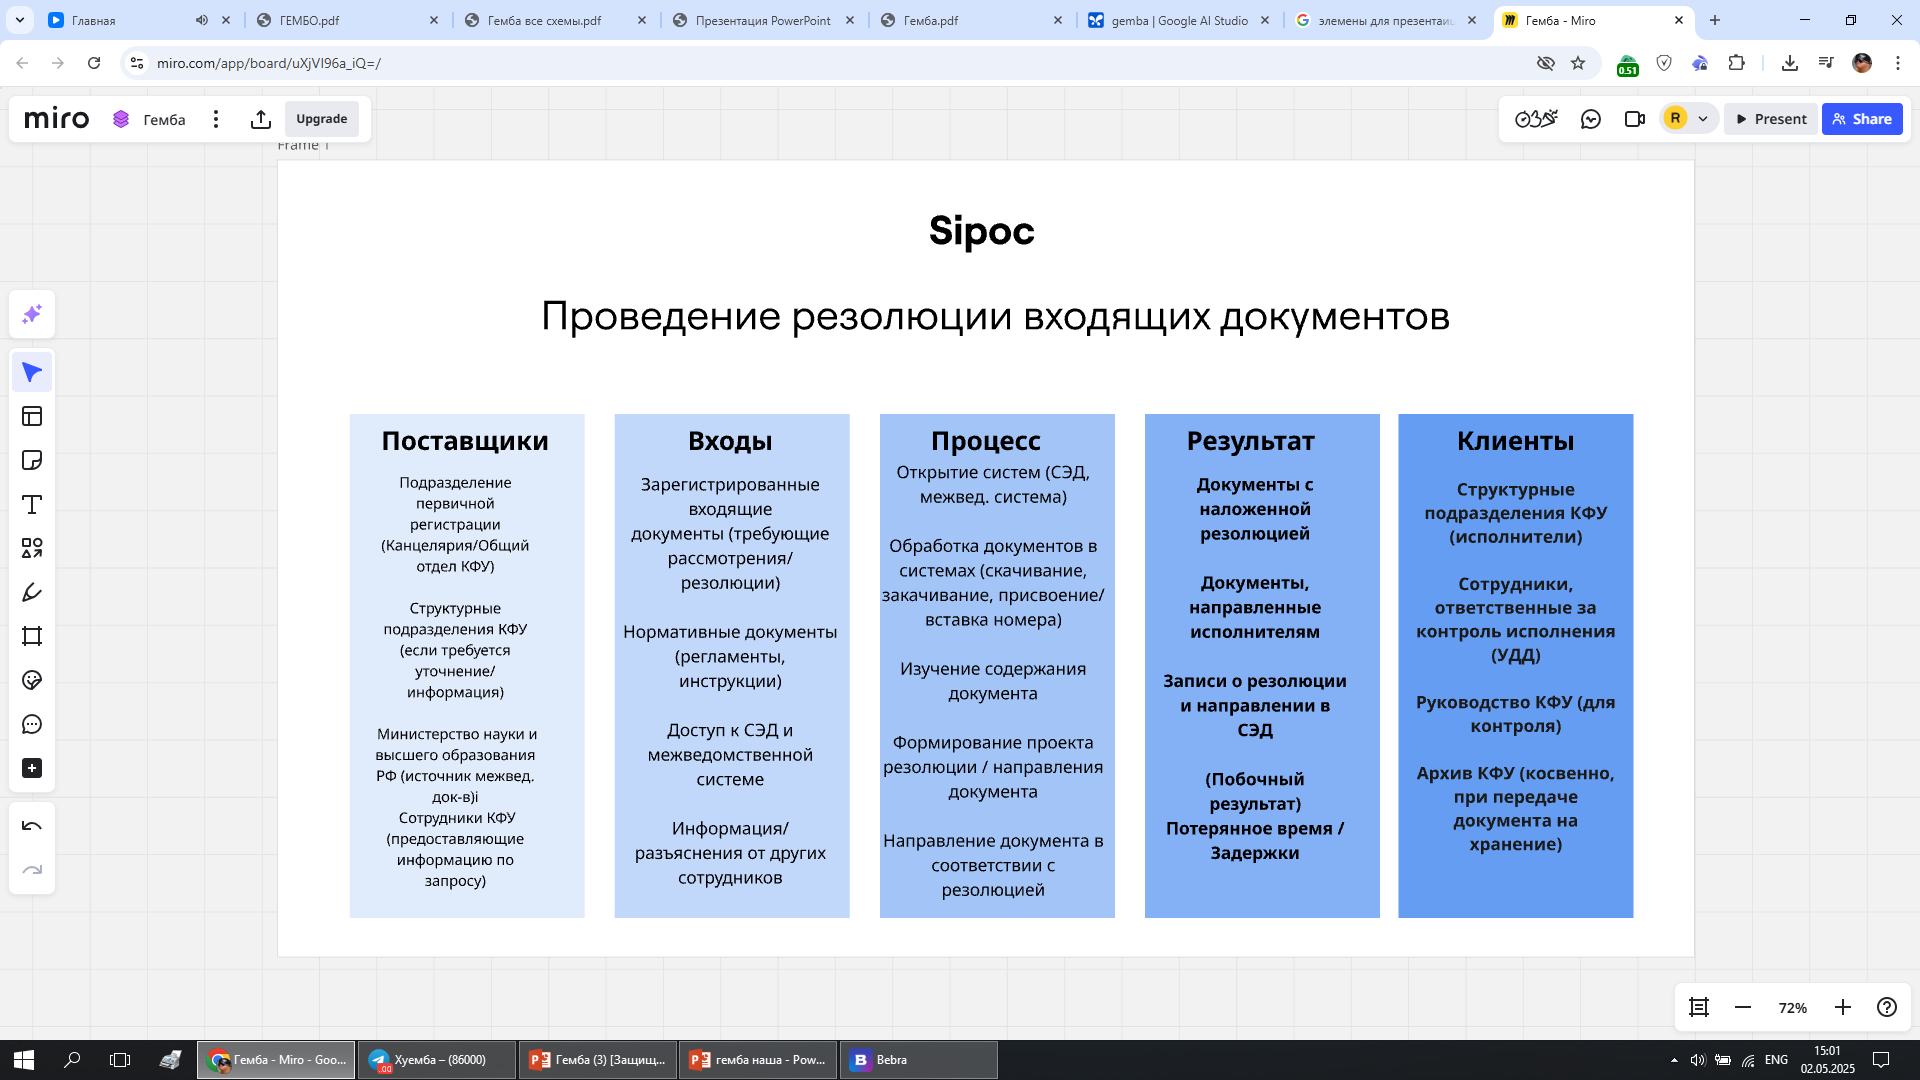 Главная
ГЕМБО.pdf
Гемба все схемы.pdf
Презентация PowerPoint
Гемба.pdf
gemba | Google AI Studio
элемены для презентаци
Гемба - Miro
miro.com/app/board/uXjVI96a_iQ=/
0.51
miro
Гемба
Upgrade
R
Present
Share
Frame 1
Sipoc
Проведение резолюции входящих документов
Поставщики
Подразделение
первичной
регистрации
(Канцелярия/Общий
отдел КФУ)
Структурные
подразделения КФУ
(если требуется
уточнение/
информация)
Министерство науки и
высшего образования
РФ (источник межвед.
док-в)i
Сотрудники КФУ
(предоставляющие
информацию по
запросу)
Входы
Зарегистрированные
входящие
документы (требующие
рассмотрения/
резолюции)
Нормативные документы
(регламенты,
инструкции)
Доступ к СЭД и
межведомственной
системе
Информация/
разъяснения от других
сотрудников
Процесс
Открытие систем (СЭД,
межвед. система)
Обработка документов в
системах (скачивание,
закачивание, присвоение/
вставка номера)
Изучение содержания
документа
Формирование проекта
резолюции / направления
документа
Направление документа в
соответствии с
резолюцией
Результат
Документы с
наложенной
резолюцией
Документы,
направленные
исполнителям
Записи о резолюции
и направлении в
СЭД
(Побочный
результат)
Потерянное время /
Задержки
Клиенты
Структурные
подразделения КФУ
(исполнители)
Сотрудники,
ответственные за
контроль исполнения
(УДД)
Руководство КФУ (для
контроля)
Архив КФУ (косвенно,
при передаче
документа на
хранение)
72%
Гемба - Miro - Goo...
Хуемба – (86000)
.00
Гемба (3) [Защищ...
гемба наша - Pow...
B Bebra
ENG
15:01
02.05.2025